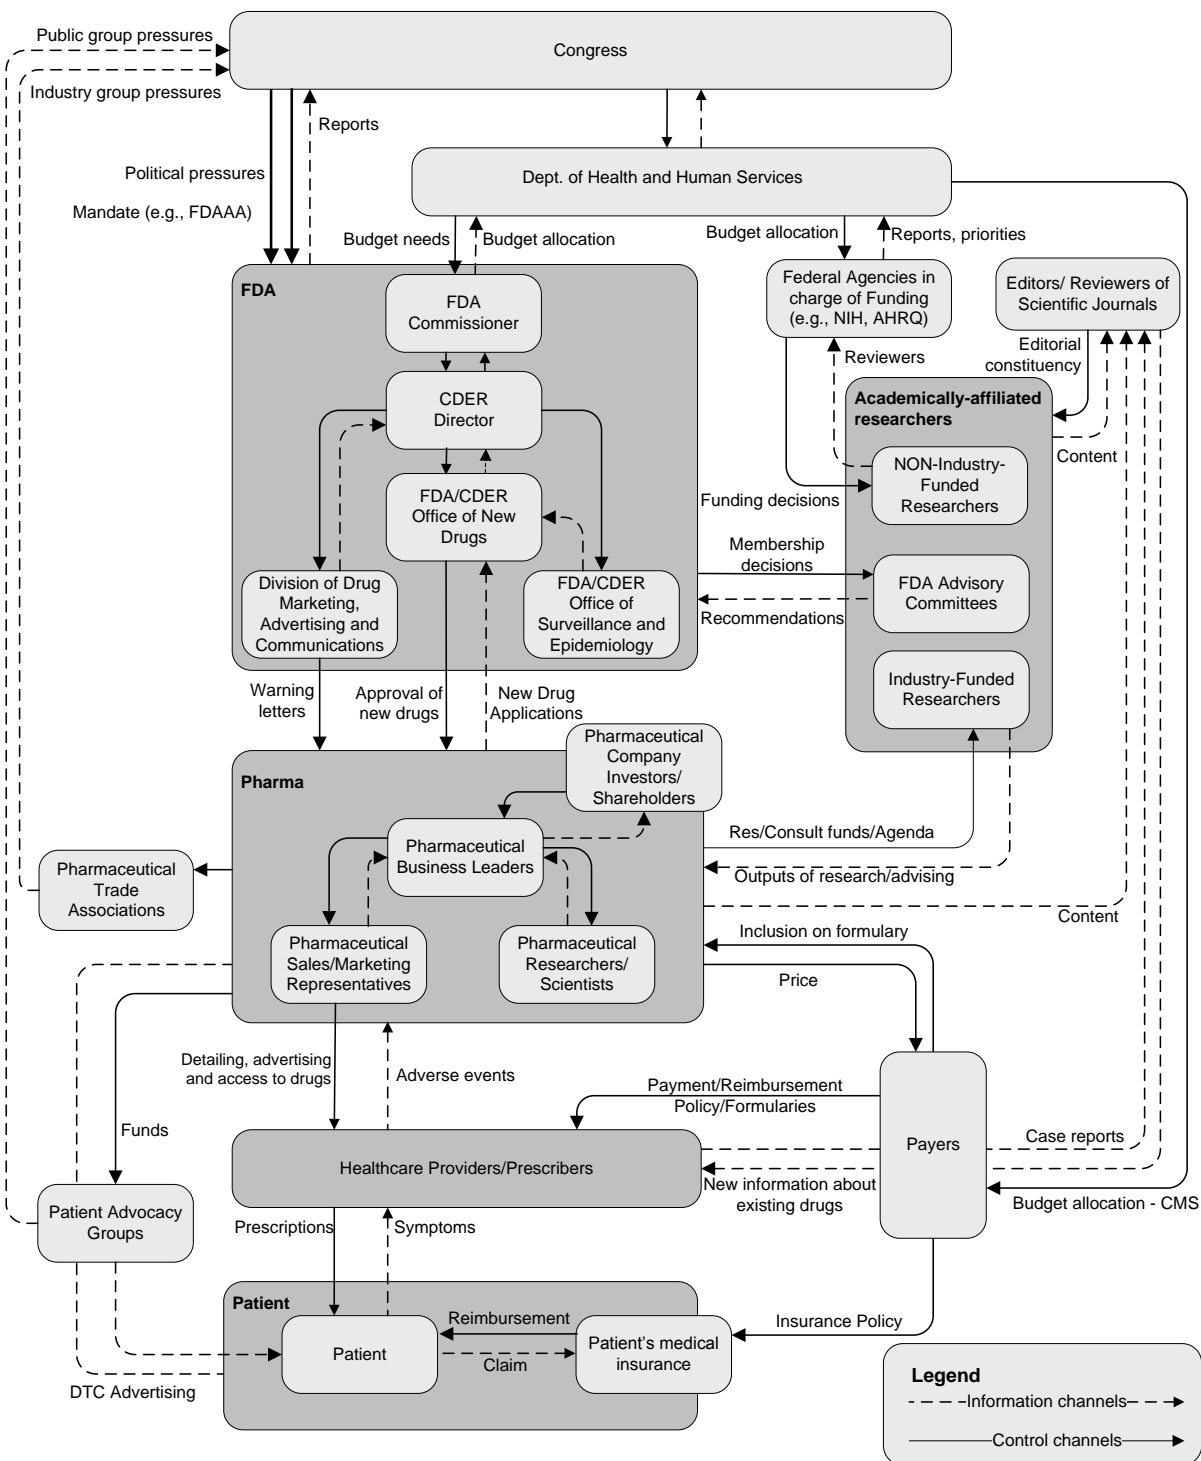 Public group pressures
Congress
Industry group pressures
Reports
Political pressures
Mandate (e.g., FDAAA)
Dept. of Health and Human Services
Budget needs
Budget allocation
Budget allocation
Reports, priorities
FDA
FDA
Commissioner
Federal Agencies in
charge of Funding
(e.g., NIH, AHRQ)
Editors/ Reviewers of
Scientific Journals
Reviewers
Editorial
constituency
CDER
Director
Academically-affiliated
researchers
Content
NON-Industry-
Funded
Researchers
Funding decisions
FDA/CDER
Office of New
Drugs
Membership
decisions
Division of Drug
Marketing,
Advertising and
Communications
FDA/CDER
Office of
Surveillance and
Epidemiology
FDA Advisory
Committees
Recommendations
Industry-Funded
Researchers
Warning
letters
Approval of
new drugs
New Drug
Applications
Pharma
Pharmaceutical
Company
Investors/
Shareholders
Pharmaceutical
Business Leaders
Res/Consult funds/Agenda
Outputs of research/advising
Pharmaceutical
Trade
Associations
Content
Pharmaceutical
Sales/Marketing
Representatives
Pharmaceutical
Researchers/
Scientists
Inclusion on formulary
Price
Detailing, advertising
and access to drugs
Adverse events
Payment/Reimbursement
Policy/Formularies
Funds
Payers
Case reports
Healthcare Providers/Prescribers
New information about
existing drugs
Budget allocation - CMS
Patient Advocacy
Groups
Prescriptions
Symptoms
Patient
Reimbursement
Insurance Policy
Patient
Claim
Patient's medical
insurance
DTC Advertising
Legend
Information channels
Control channels